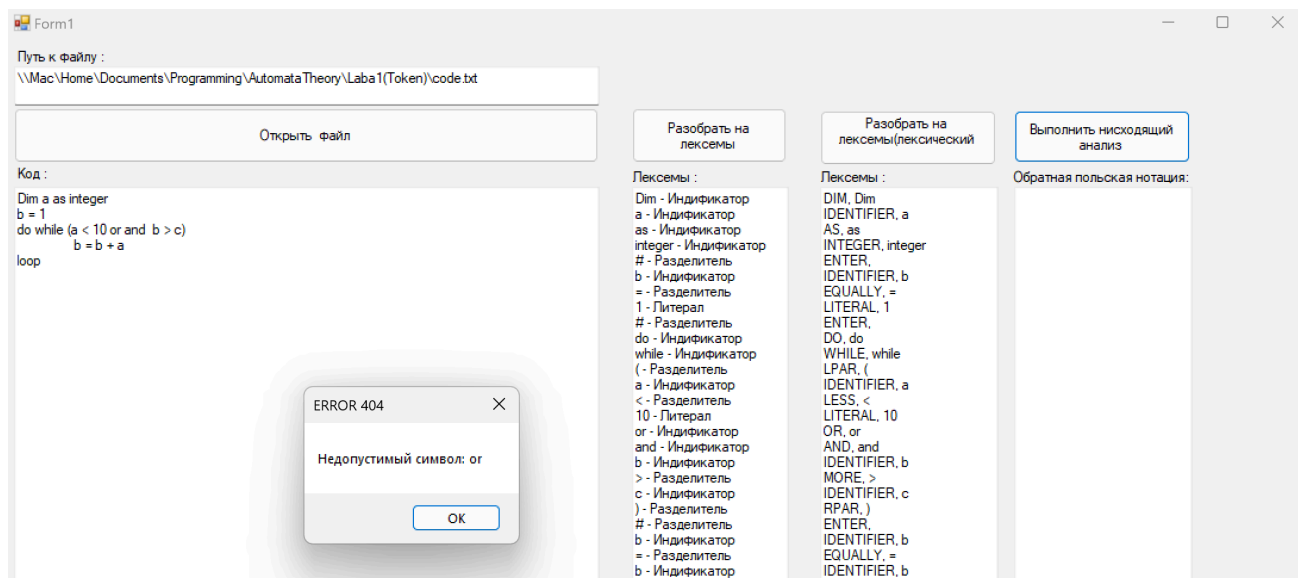 Form1
Путь к файлу :
\\Mac\Home\Documents\Programming\AutomataTheory\Laba1(Token)\code.txt
Открыть файл
Разобрать на
лексемы
Разобрать на
лексемы(лексический
Выполнить нисходящий
анализ
Код :
Dim a as integer
b = 1
do while (a < 10 or and b > c)
b = b + a
loop
ERROR 404
Недопустимый символ: or
OK
Лексемы :
Dim - Индификатор
a - Индификатор
as - Индификатор
integer - Индификатор
# - Разделитель
b - Индификатор
= - Разделитель
1 - Литерал
# - Разделитель
do - Индификатор
while - Индификатор
( - Разделитель
a - Индификатор
< - Разделитель
10 - Литерал
or - Индификатор
and - Индификатор
b - Индификатор
> - Разделитель
c - Индификатор
) - Разделитель
# - Разделитель
b - Индификатор
= - Разделитель
b - Индификатор
Лексемы :
DIM, Dim
IDENTIFIER, a
AS, as
INTEGER, integer
ENTER,
IDENTIFIER, b
EQUALLY, =
LITERAL, 1
ENTER,
DO, do
WHILE, while
LPAR, (
IDENTIFIER, a
LESS, <
LITERAL, 10
OR, or
AND, and
IDENTIFIER, b
MORE, >
IDENTIFIER, c
RPAR, )
ENTER,
IDENTIFIER, b
EQUALLY, =
IDENTIFIER, b
Обратная польская нотация: